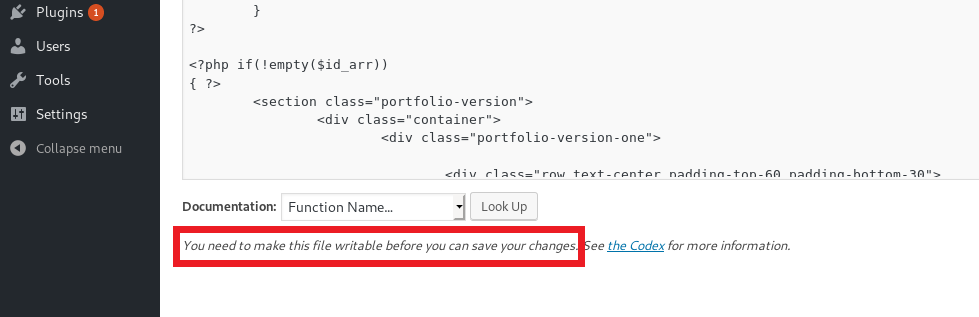 Plugins 1
Users
Tools
Settings
Collapse menu
}
?>
<?php if(!empty($id_arr))
{ ?>
<section class="portfolio-version">
<div class="container">
<div class="portfolio-version-one">
<div class="row text-center padding-top-60 padding-bottom-30">
Documentation: Function Name... Look Up
You need to make this file writable before you can save your changes. See the Codex for more information.